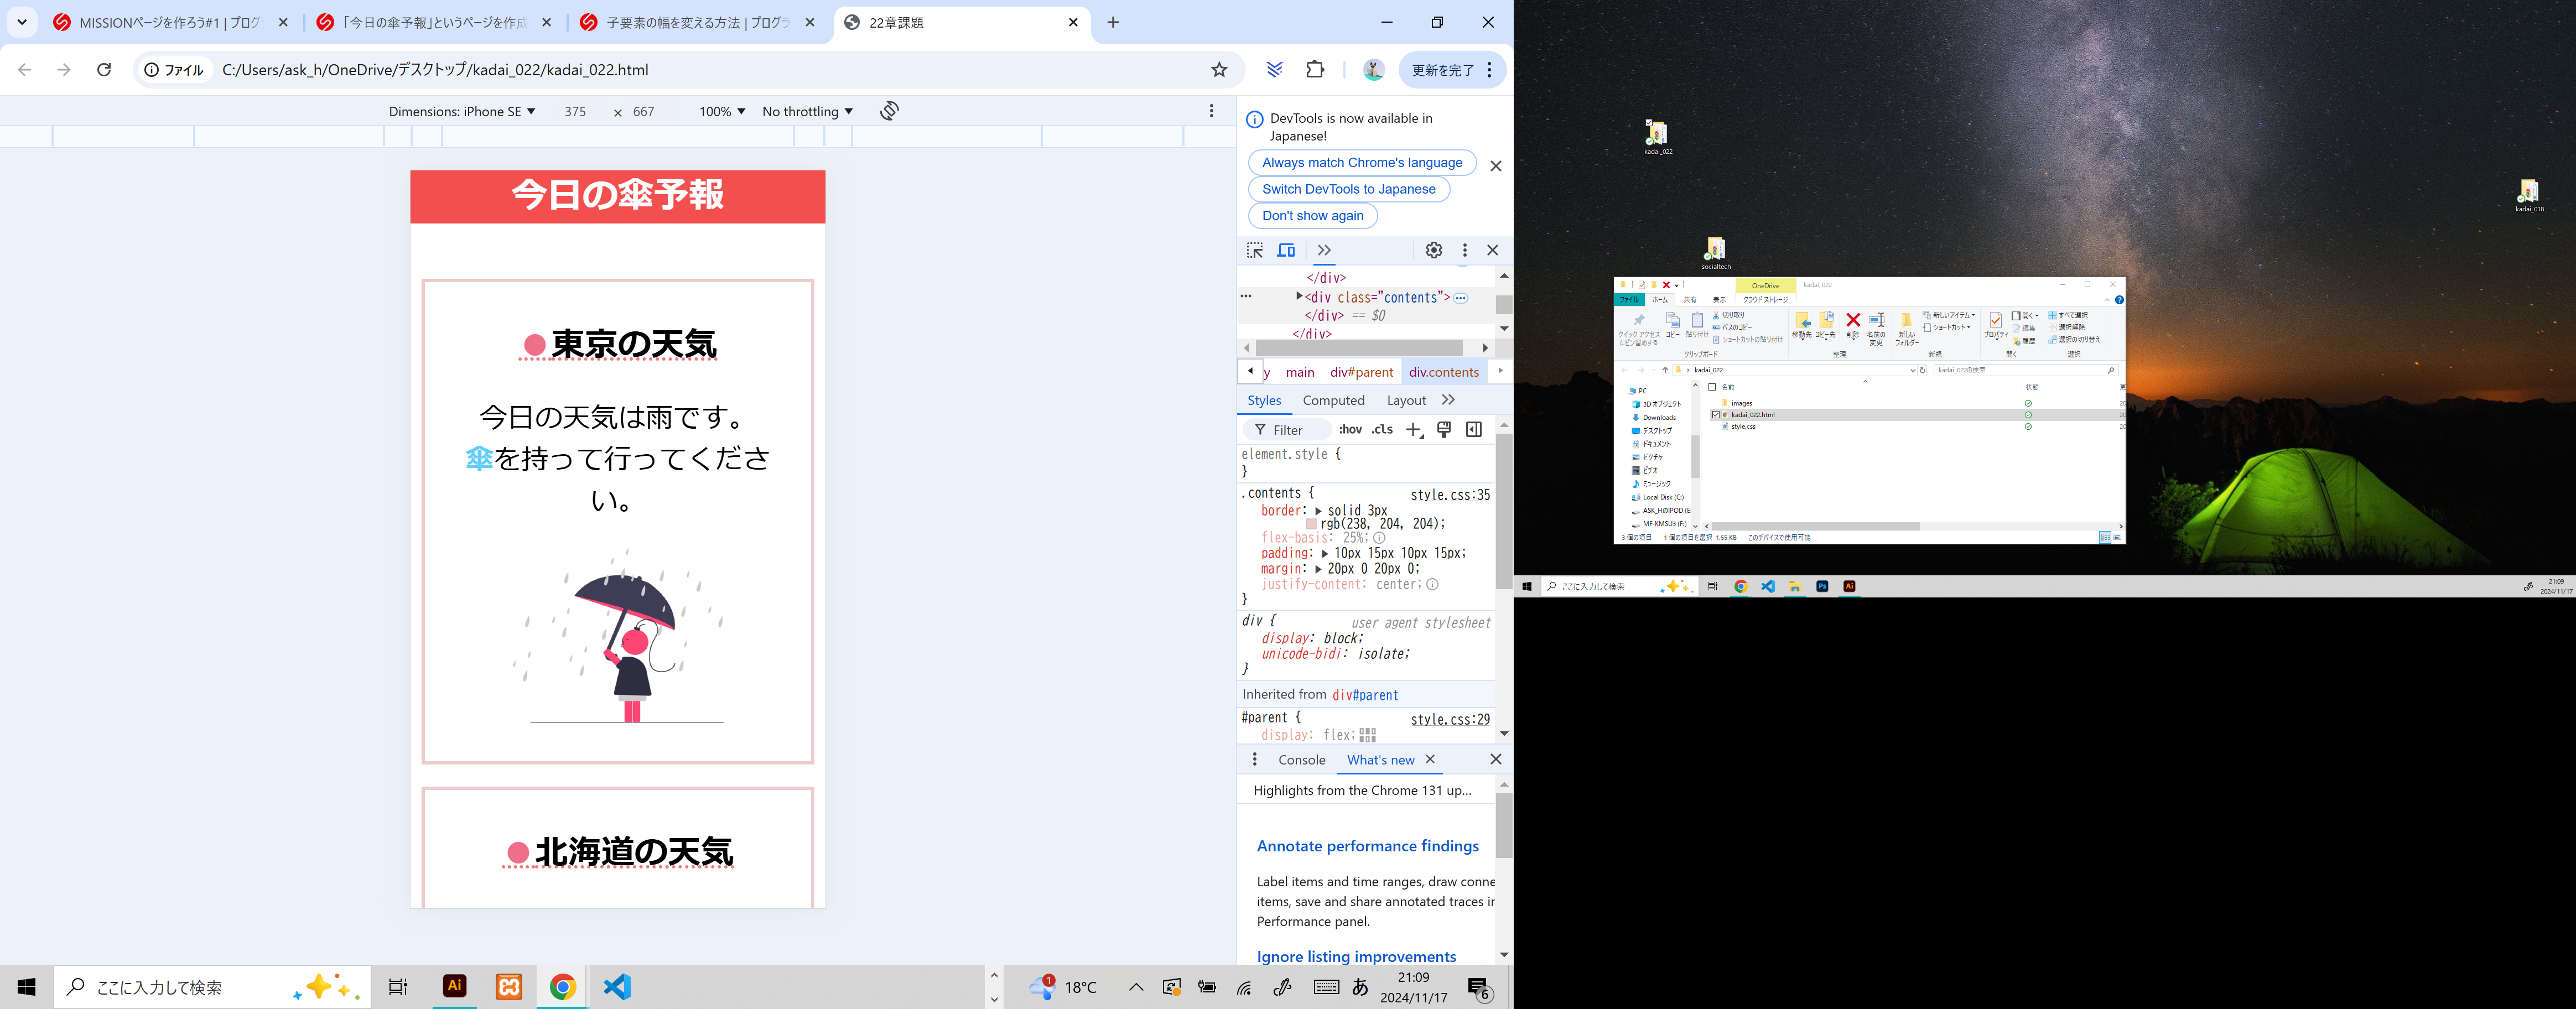 MISSIONページを作ろう#1 | プログ
「今日の傘予報」というページを作成
子要素の幅を変える方法 | プログラ
22章課題
ファイル
C:/Users/ask_h/OneDrive/デスクトップ/kadai_022/kadai_022.html
更新を完了
Dimensions: iPhone SE
375 × 667
100%
No throttling
今日の傘予報
東京の天気
今日の天気は雨です。
傘を持って行ってくださ
い。
北海道の天気
DevTools is now available in
Japanese!
Always match Chrome's language
Switch DevTools to Japanese
Don't show again
</div>
<div class="contents">
</div> == $0
</div>
y main div#parent div.contents
Styles Computed Layout
Filter :hov .cls
element.style {
}
.contents { style.css:35
border: solid 3px
rgb(238, 204, 204);
flex-basis: 25%;
padding: 10px 15px 10px 15px;
margin: 20px 0 20px 0;
justify-content: center;
}
div { user agent stylesheet
display: block;
unicode-bidi: isolate;
}
Inherited from div#parent
#parent { style.css:29
display: flex;
Console What's new
Highlights from the Chrome 131 up...
Annotate performance findings
Label items and time ranges, draw conne
items, save and share annotated traces in
Performance panel.
Ignore listing improvements
ここに入力して検索
Ai
1
18°C
あ
21:09
2024/11/17
6
kadai_022
kadai_018
socialtech
OneDrive
kadai_022
ファイル ホーム 共有 表示 クラウド ストレージ
クイック アクセス
にピン留めする
コピー
貼り付け
切り取り
パスのコピー
ショートカットの貼り付け
クリップボード
移動先
コピー先
削除
名前の
変更
整理
新しい
フォルダー
新しいアイテム
ショートカット
新規
プロパティ
開く
編集
履歴
開く
すべて選択
選択解除
選択の切り替え
選択
kadai_022
kadai_022の検索
PC
3D オブジェクト
Downloads
デスクトップ
ドキュメント
ピクチャ
ビデオ
ミュージック
Local Disk (C:)
ASK_HのIPOD (E
MF-KMSU3 (F:)
名前
状態
更
images
20
kadai_022.html
20
style.css
20
3 個の項目
1 個の項目を選択 1.55 KB
このデバイスで使用可能
ここに入力して検索
Ps
Ai
21:09
2024/11/17